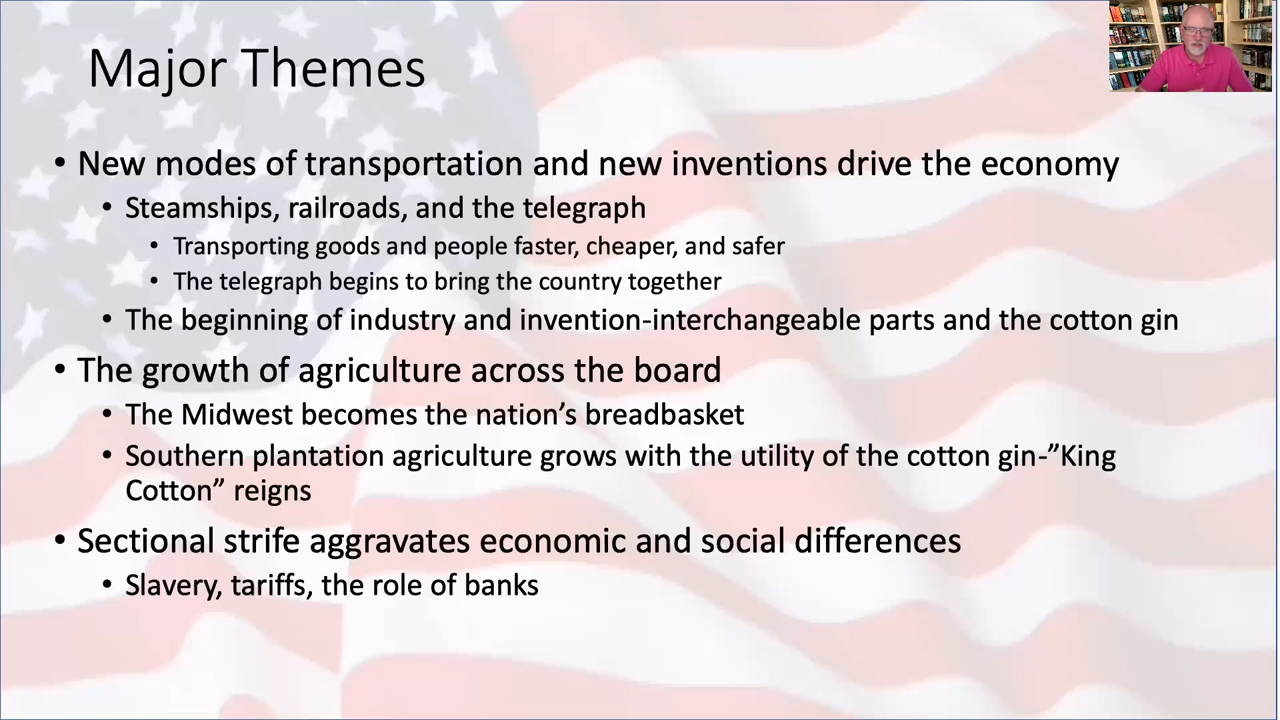 Major Themes
• New modes of transportation and new inventions drive the economy
• Steamships, railroads, and the telegraph
• Transporting goods and people faster, cheaper, and safer
• The telegraph begins to bring the country together
• The beginning of industry and invention-interchangeable parts and the cotton gin
• The growth of agriculture across the board
• The Midwest becomes the nation’s breadbasket
• Southern plantation agriculture grows with the utility of the cotton gin-”King
Cotton” reigns
• Sectional strife aggravates economic and social differences
• Slavery, tariffs, the role of banks